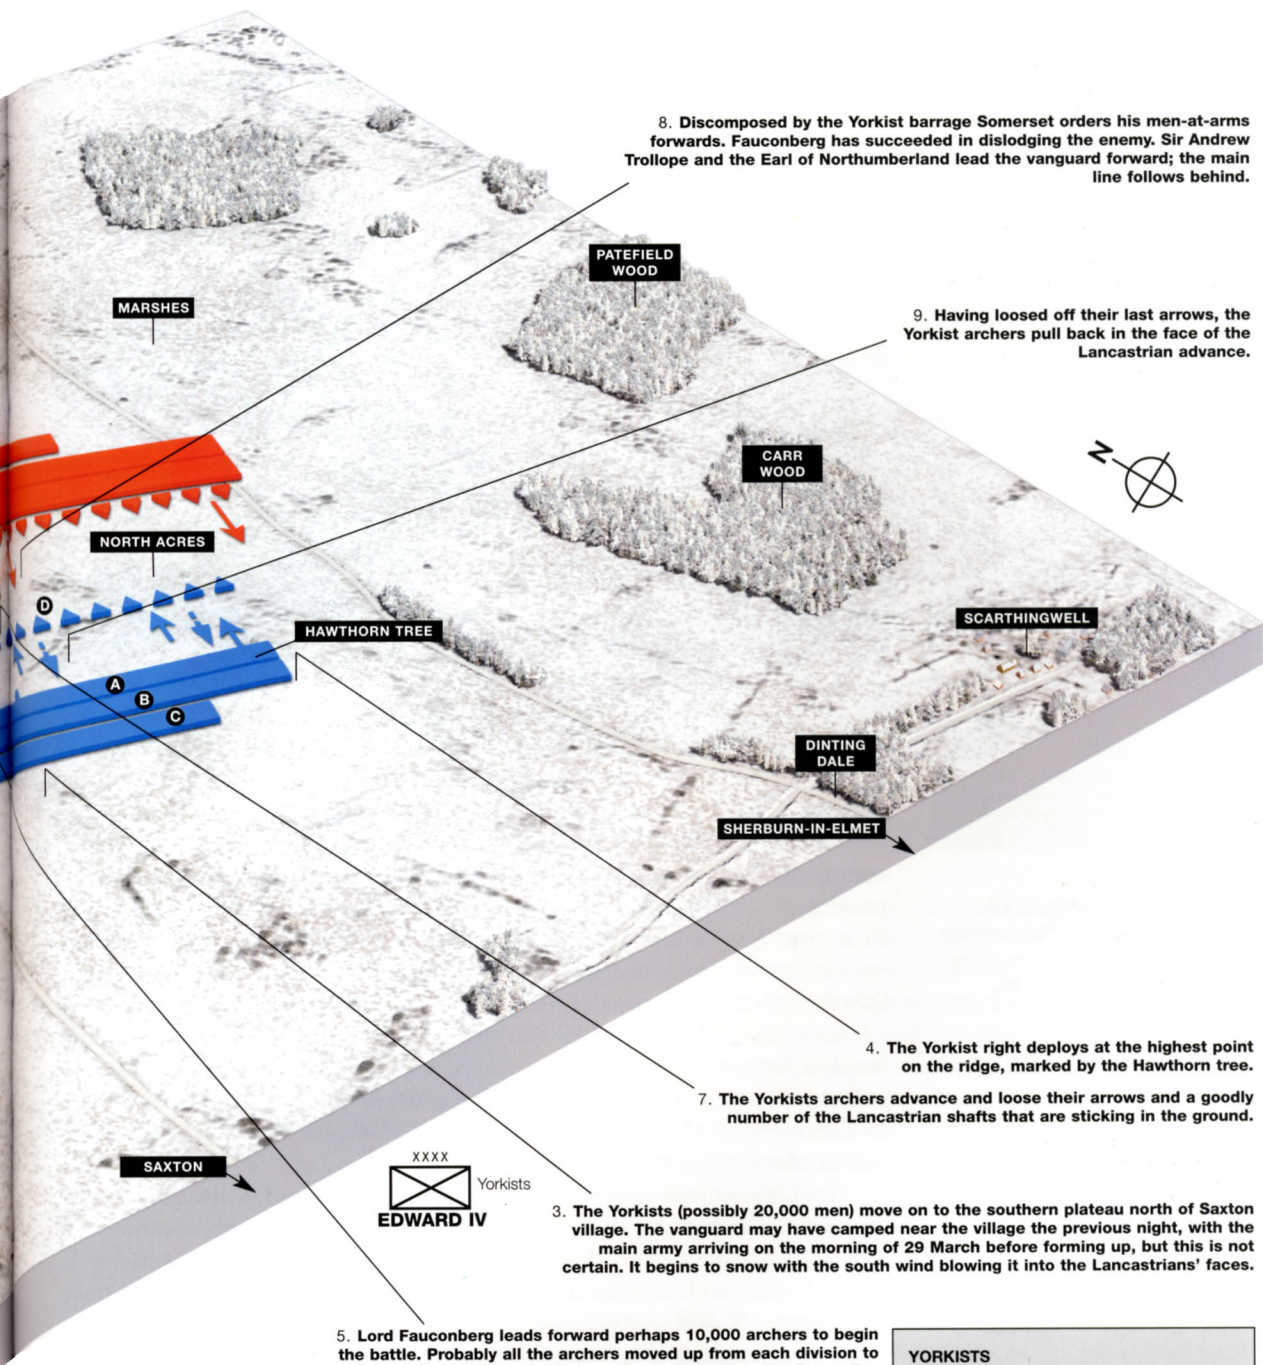 8. Discomposed by the Yorkist barrage Somerset orders his men-at-arms
forwards. Fauconberg has succeeded in dislodging the enemy. Sir Andrew
Trollope and the Earl of Northumberland lead the vanguard forward; the main
line follows behind.
PATEFIELD
WOOD
MARSHES
9. Having loosed off their last arrows, the
Yorkist archers pull back in the face of the
Lancastrian advance.
CARR
WOOD
N
NORTH ACRES
D
HAWTHORN TREE
SCARTHINGWELL
A
B
C
DINTING
DALE
SHERBURN-IN-ELMET
4. The Yorkist right deploys at the highest point
on the ridge, marked by the Hawthorn tree.
7. The Yorkists archers advance and loose their arrows and a goodly
number of the Lancastrian shafts that are sticking in the ground.
SAXTON
XXXX
Yorkists
EDWARD IV
3. The Yorkists (possibly 20,000 men) move on to the southern plateau north of Saxton
village. The vanguard may have camped near the village the previous night, with the
main army arriving on the morning of 29 March before forming up, but this is not
certain. It begins to snow with the south wind blowing it into the Lancastrians' faces.
5. Lord Fauconberg leads forward perhaps 10,000 archers to begin
the battle. Probably all the archers moved up from each division to
YORKISTS